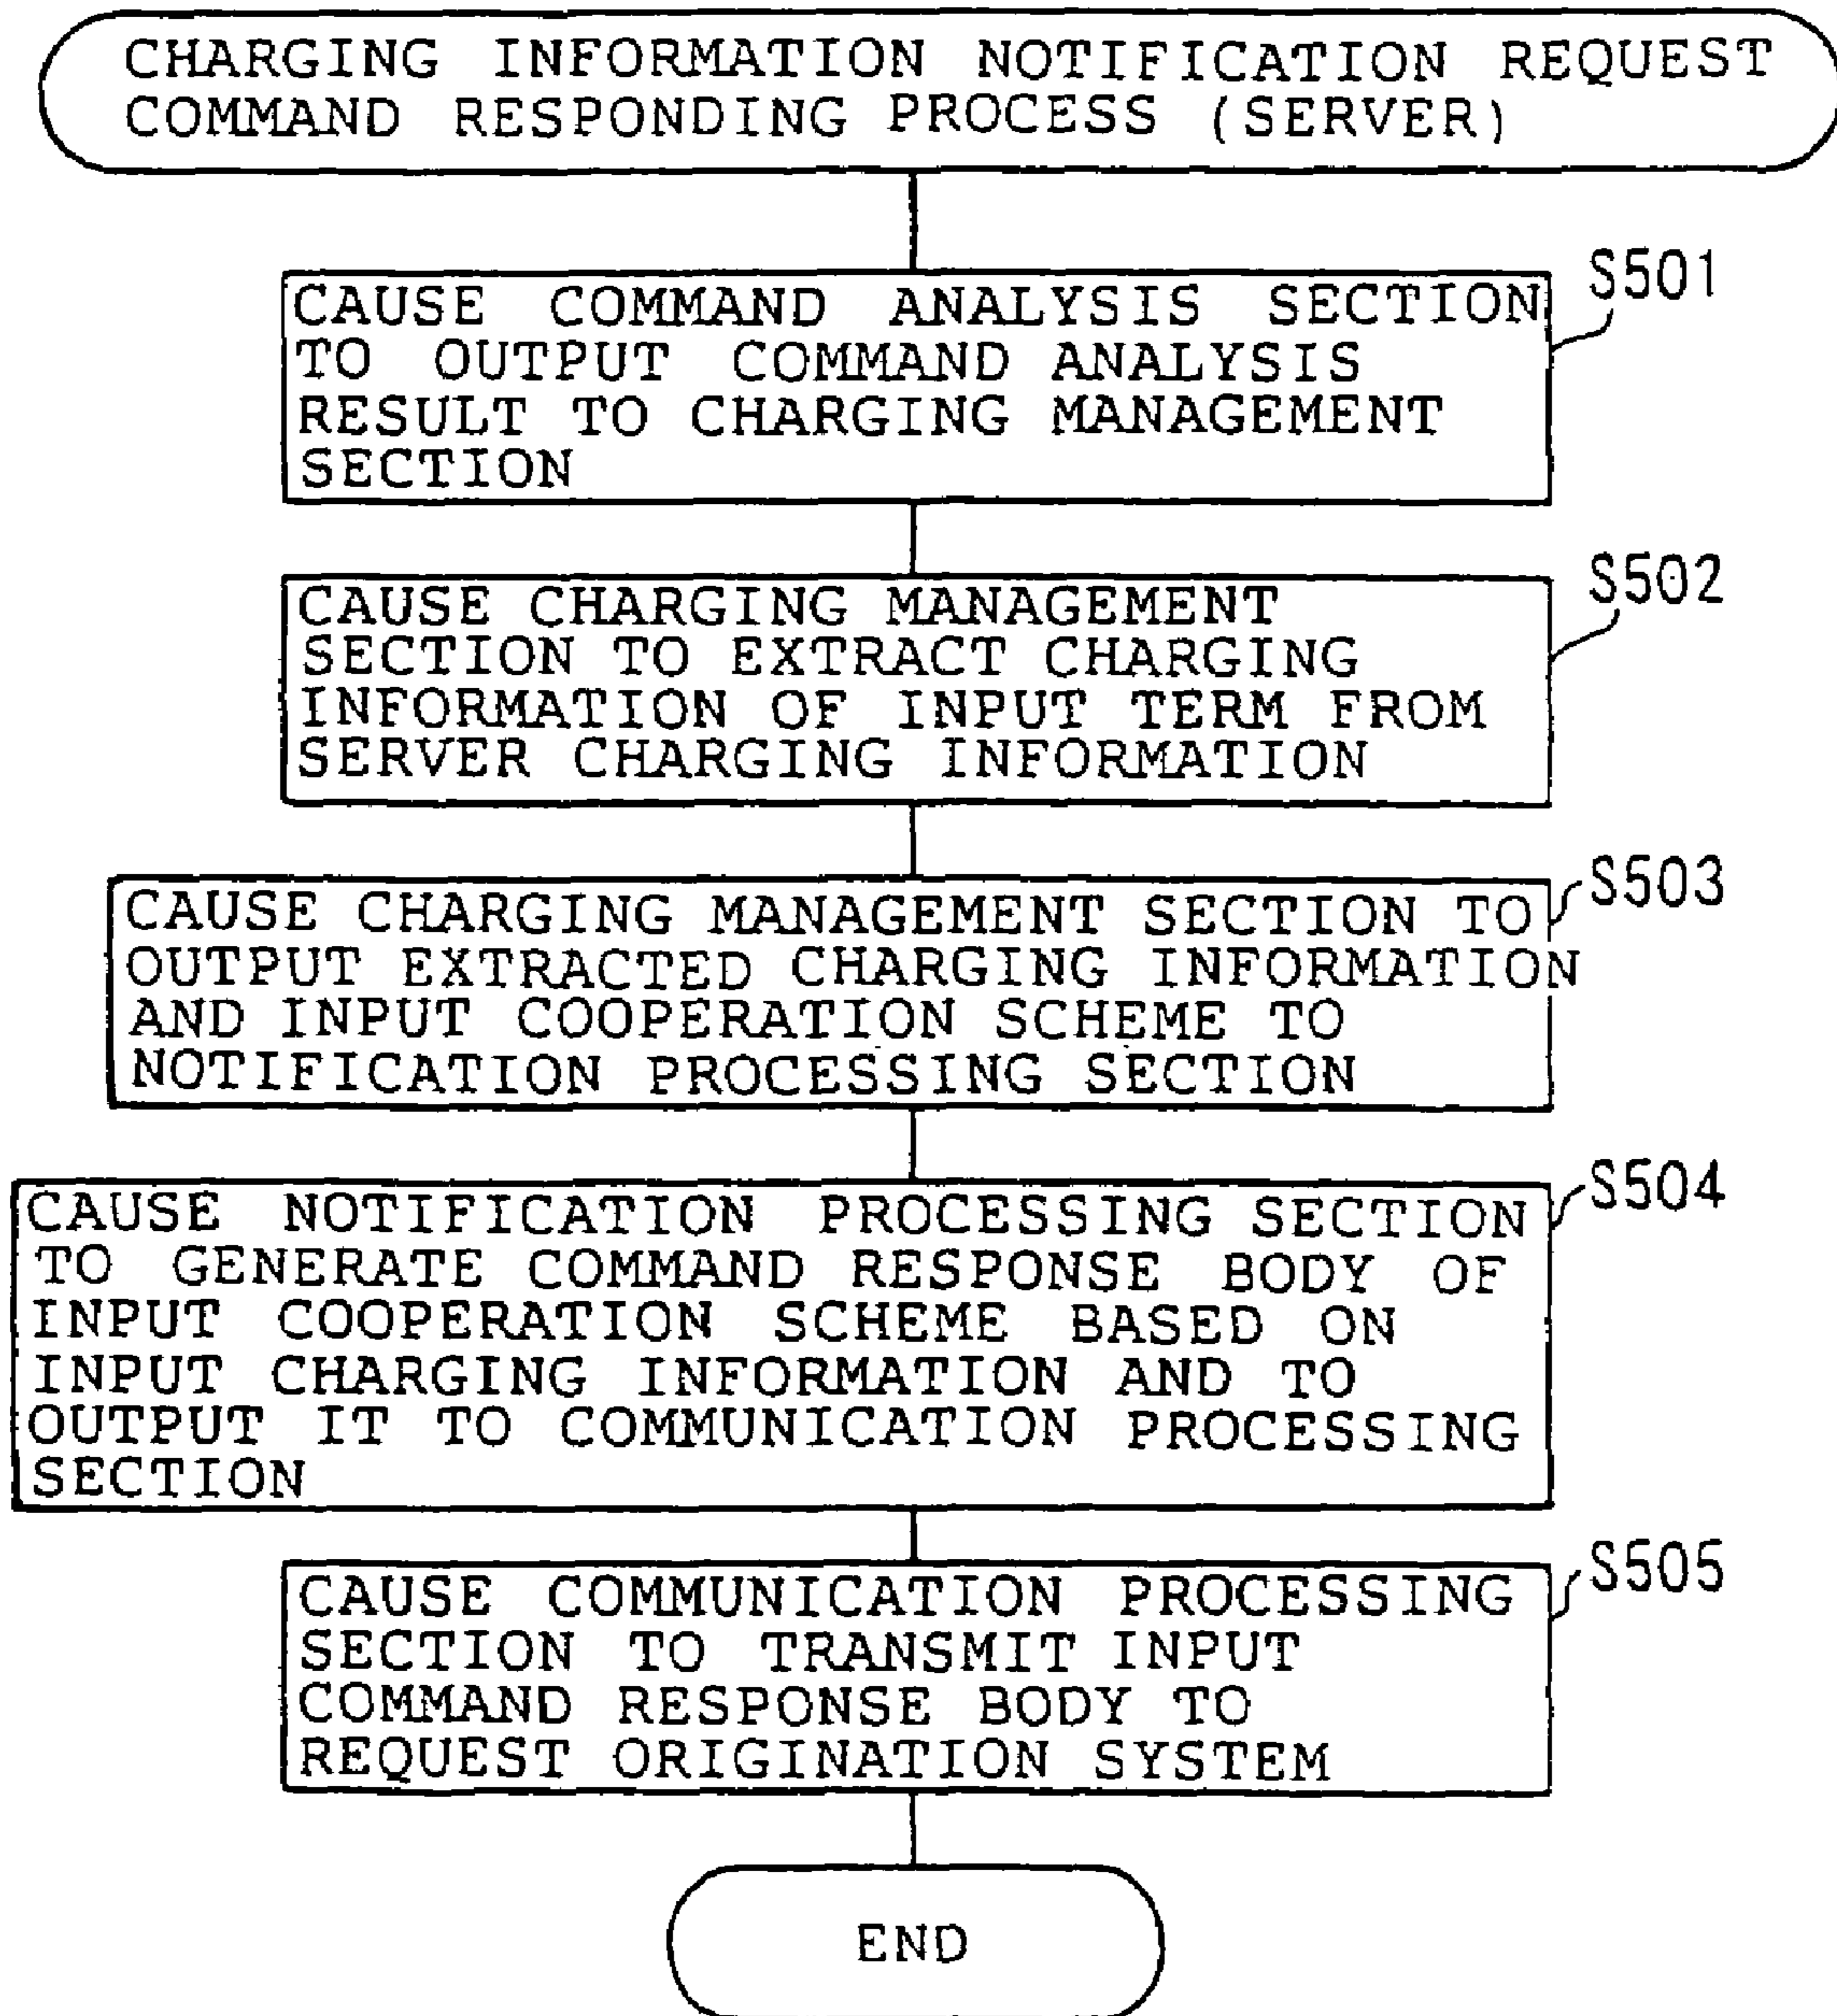 CHARGING INFORMATION NOTIFICATION REQUEST
COMMAND RESPONDING PROCESS (SERVER)
S501
CAUSE COMMAND ANALYSIS SECTION
TO OUTPUT COMMAND ANALYSIS
RESULT TO CHARGING MANAGEMENT
SECTION
S502
CAUSE CHARGING MANAGEMENT
SECTION TO EXTRACT CHARGING
INFORMATION OF INPUT TERM FROM
SERVER CHARGING INFORMATION
S503
CAUSE CHARGING MANAGEMENT SECTION TO
OUTPUT EXTRACTED CHARGING INFORMATION
AND INPUT COOPERATION SCHEME TO
NOTIFICATION PROCESSING SECTION
S504
CAUSE NOTIFICATION PROCESSING SECTION
TO GENERATE COMMAND RESPONSE BODY OF
INPUT COOPERATION SCHEME BASED ON
INPUT CHARGING INFORMATION AND TO
OUTPUT IT TO COMMUNICATION PROCESSING
SECTION
S505
CAUSE COMMUNICATION PROCESSING
SECTION TO TRANSMIT INPUT
COMMAND RESPONSE BODY TO
REQUEST ORIGINATION SYSTEM
END